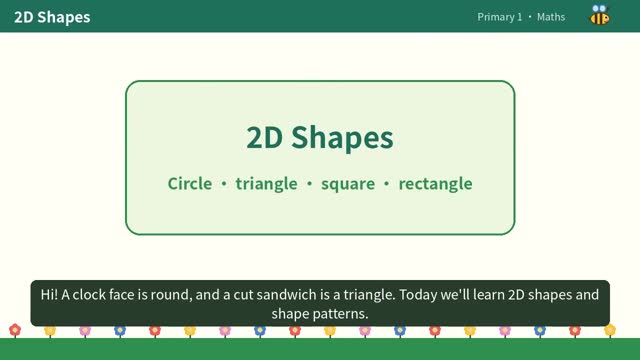 2D Shapes
Primary 1 • Maths
2D Shapes
Circle • triangle • square • rectangle
Hi! A clock face is round, and a cut sandwich is a triangle. Today we'll learn 2D shapes and
shape patterns.